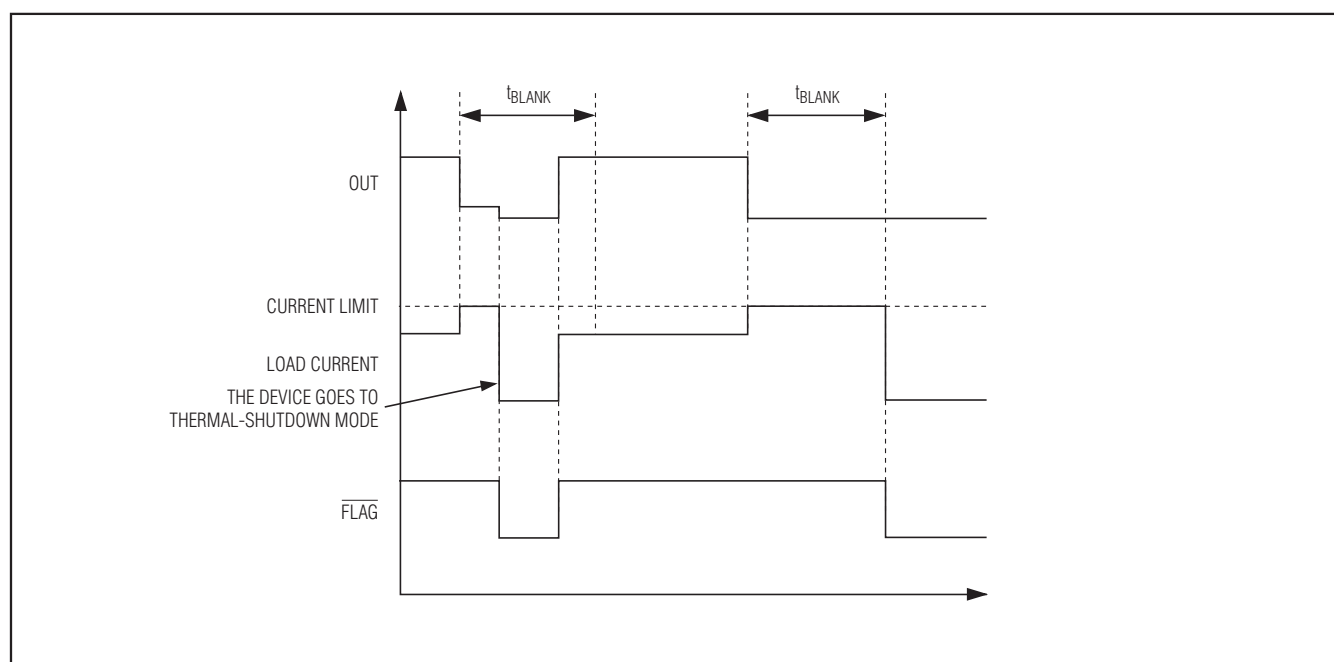 tBLANK
tBLANK
OUT
CURRENT LIMIT
LOAD CURRENT
THE DEVICE GOES TO
THERMAL-SHUTDOWN MODE
FLAG